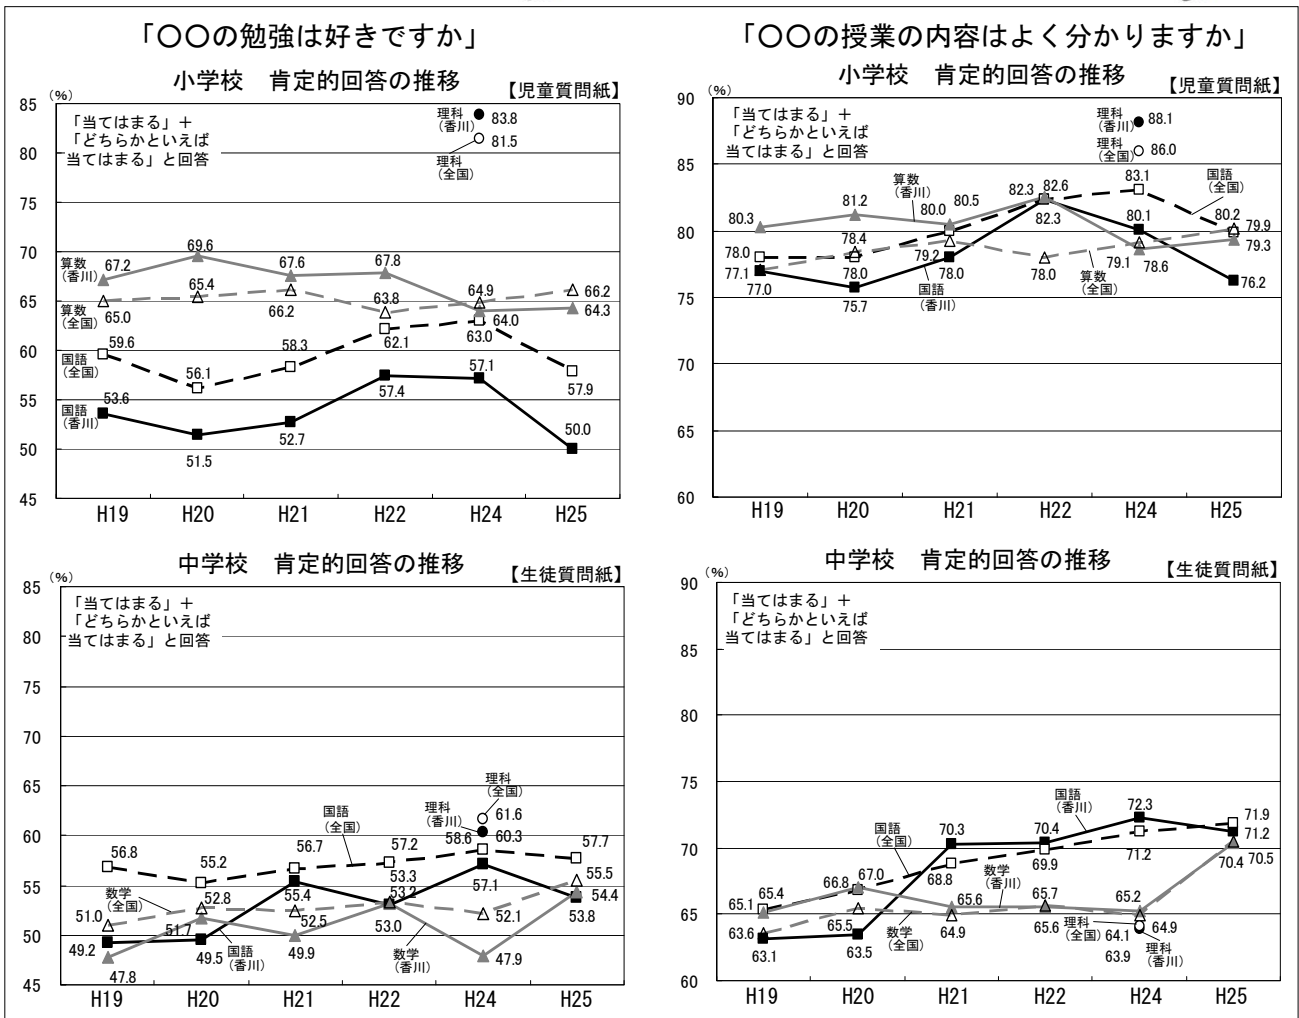 「〇〇の勉強は好きですか」
小学校　肯定的回答の推移
【児童質問紙】
(%)
「当てはまる」＋
「どちらかといえば
当てはまる」と回答
85
80
75
70
65
60
55
50
45
理科
(香川)
83.8
81.5
理科
(全国)
算数
(香川)
67.2
69.6
67.6
67.8
64.0
64.3
算数
(全国)
65.0
65.4
66.2
63.8
64.9
66.2
国語
(全国)
59.6
56.1
58.3
62.1
63.0
57.9
国語
(香川)
53.6
51.5
52.7
57.4
57.1
50.0
H19 H20 H21 H22 H24 H25
「〇〇の授業の内容はよく分かりますか」
小学校　肯定的回答の推移
【児童質問紙】
(%)
「当てはまる」＋
「どちらかといえば
当てはまる」と回答
90
85
80
75
70
65
60
理科
(香川)
88.1
理科
(全国)
86.0
算数
(香川)
80.3
81.2
80.5
82.6
78.6
79.3
国語
(全国)
78.0
78.0
80.0
82.3
83.1
79.9
算数
(全国)
77.1
78.4
79.2
78.0
79.1
80.2
国語
(香川)
77.0
75.7
78.0
82.3
80.1
76.2
H19 H20 H21 H22 H24 H25
中学校　肯定的回答の推移
【生徒質問紙】
(%)
「当てはまる」＋
「どちらかといえば
当てはまる」と回答
85
80
75
70
65
60
55
50
45
理科
(全国)
61.6
理科
(香川)
60.3
国語
(全国)
56.8
55.2
56.7
57.2
58.6
57.7
数学
(全国)
51.0
52.8
52.5
53.3
52.1
55.5
国語
(香川)
49.2
49.5
55.4
53.0
57.1
53.8
数学
(香川)
47.8
51.7
49.9
53.2
47.9
54.4
H19 H20 H21 H22 H24 H25
中学校　肯定的回答の推移
【生徒質問紙】
(%)
「当てはまる」＋
「どちらかといえば
当てはまる」と回答
90
85
80
75
70
65
60
国語
(香川)
63.1
63.5
70.3
70.4
72.3
71.2
国語
(全国)
65.4
66.8
68.8
69.9
71.2
71.9
数学
(香川)
65.1
67.0
65.6
65.7
65.2
70.5
数学
(全国)
63.6
65.5
64.9
65.6
64.9
70.4
理科
(全国)
64.1
理科
(香川)
63.9
H19 H20 H21 H22 H24 H25